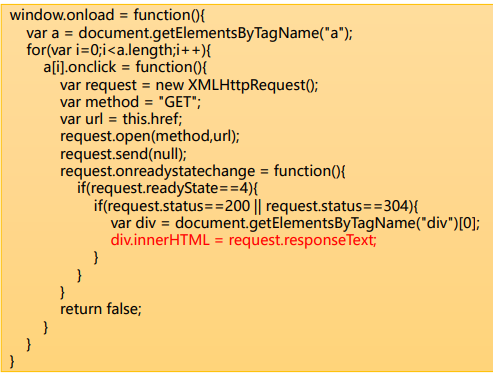 window.onload = function(){
var a = document.getElementsByTagName("a");
for(var i=0;i<a.length;i++){
a[i].onclick = function(){
var request = new XMLHttpRequest();
var method = "GET";
var url = this.href;
request.open(method,url);
request.send(null);
request.onreadystatechange = function(){
if(request.readyState==4){
if(request.status==200 || request.status==304){
var div = document.getElementsByTagName("div")[0];
div.innerHTML = request.responseText;
}
}
}
return false;
}
}
}